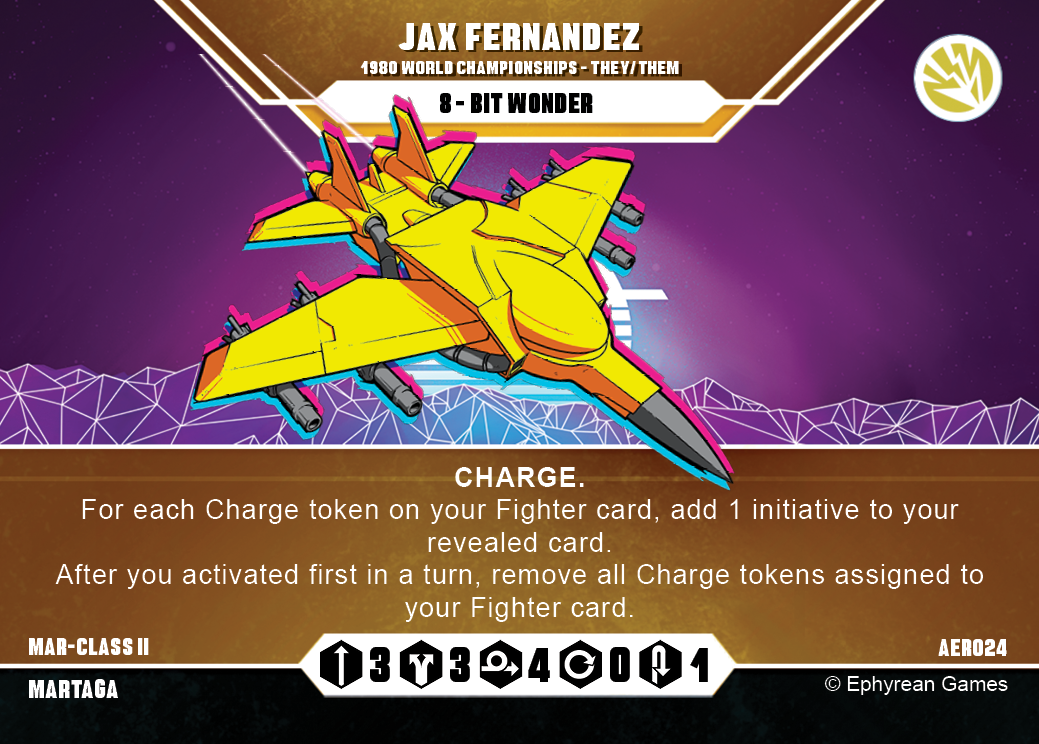 JAX FERNANDEZ
1980 WORLD CHAMPIONSHIPS - THEY/THEM
8 - BIT WONDER
CHARGE.
For each Charge token on your Fighter card, add 1 initiative to your
revealed card.
After you activated first in a turn, remove all Charge tokens assigned to
your Fighter card.
MAR-CLASS II
AER024
3 3 4 0 1
MARTAGA
© Ephyrean Games